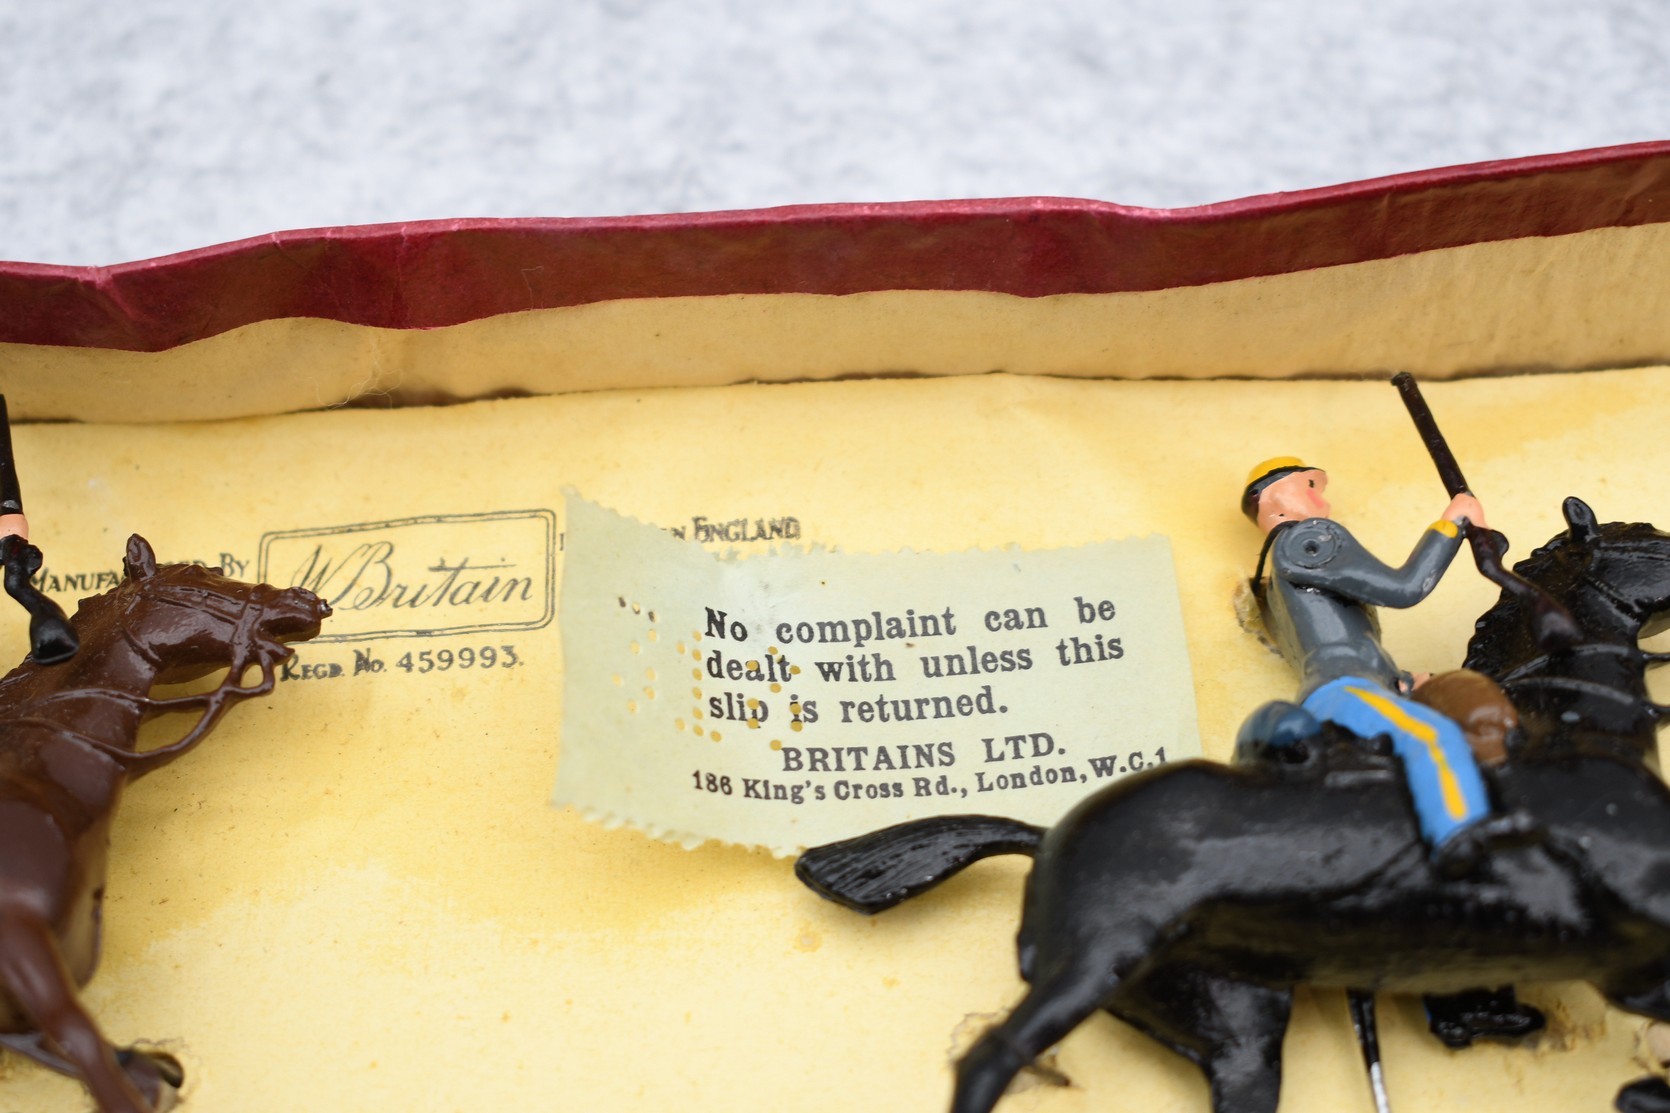 BY
W Britain
ENGLAND
REGD. No. 459993.
No complaint can be
dealt with unless this
slip is returned.
BRITAINS LTD.
186 King's Cross Rd., London, W.C.1